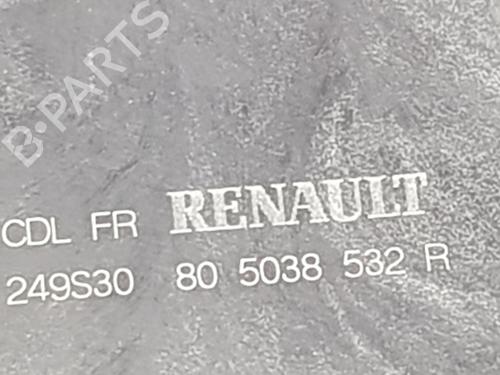 B·PARTS
CDL FR RENAULT
249S30 80 5038 532 R